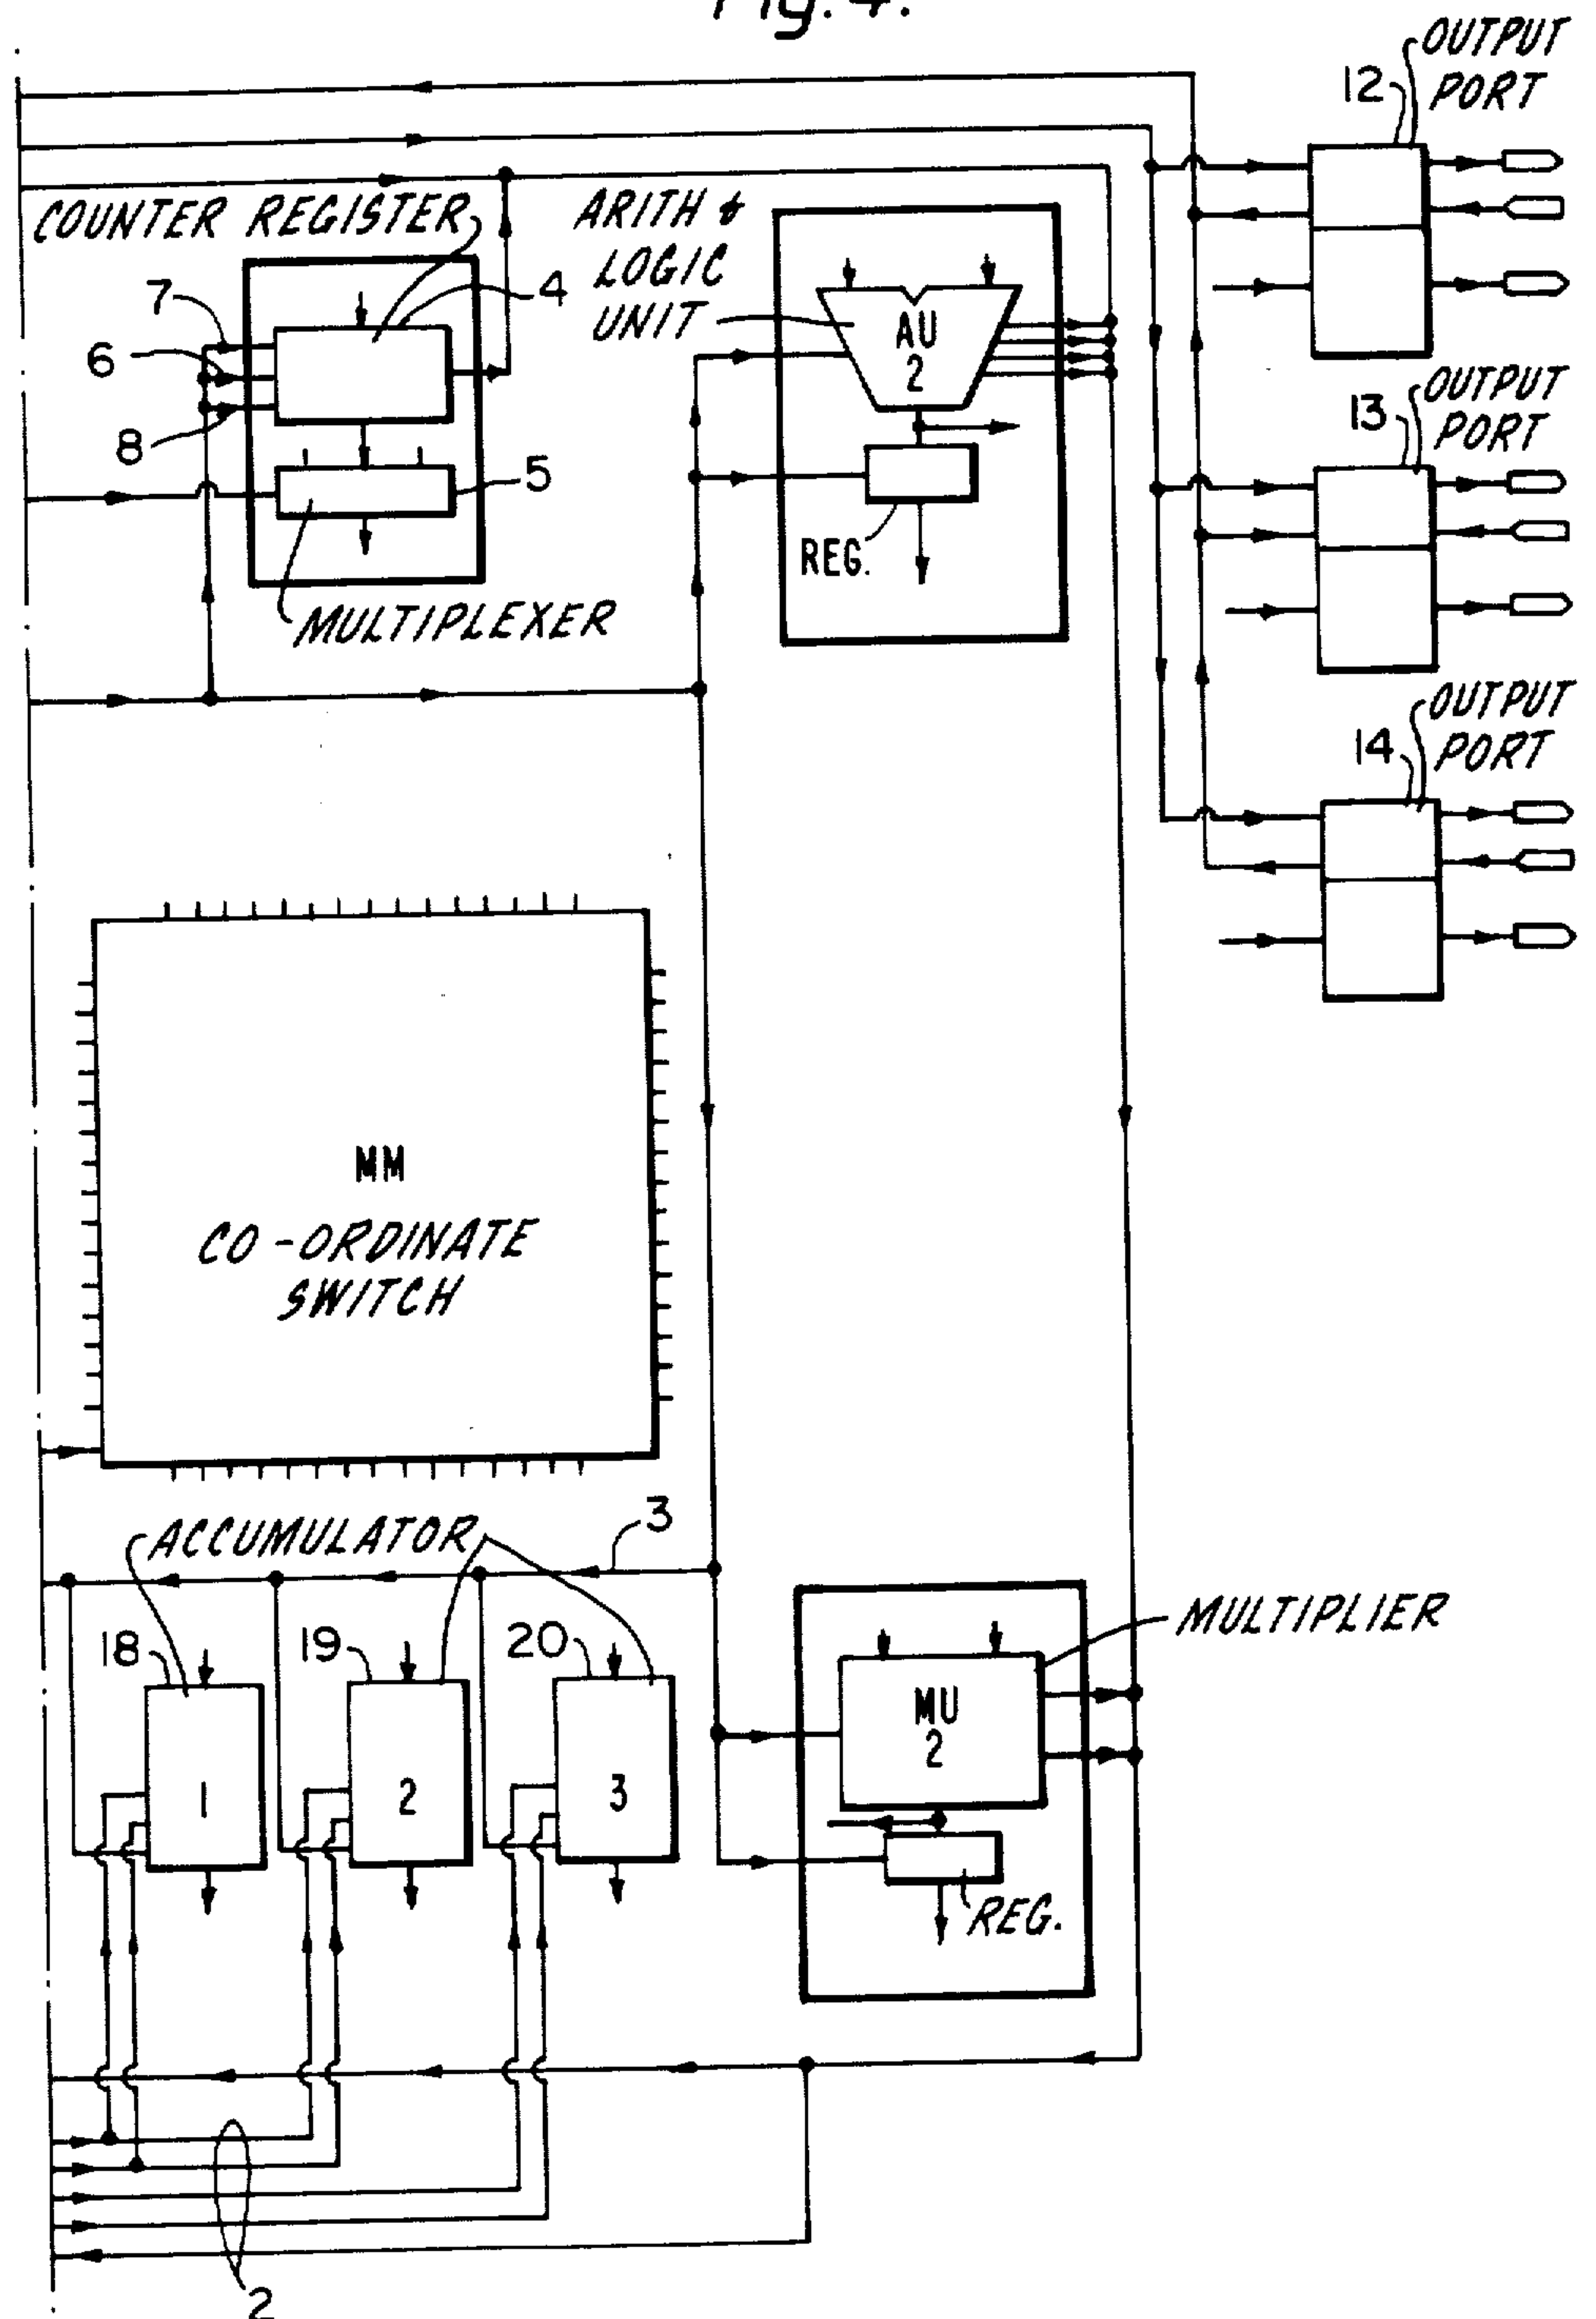 Fig. 4.
OUTPUT
PORT
12
COUNTER REGISTER
ARITH &
LOGIC
UNIT
7
4
6
8
5
AU
2
REG.
MULTIPLEXER
OUTPUT
PORT
13
OUTPUT
PORT
14
MM
CO-ORDINATE
SWITCH
ACCUMULATOR
3
18
19
20
1
2
3
MULTIPLIER
MU
2
REG.
2